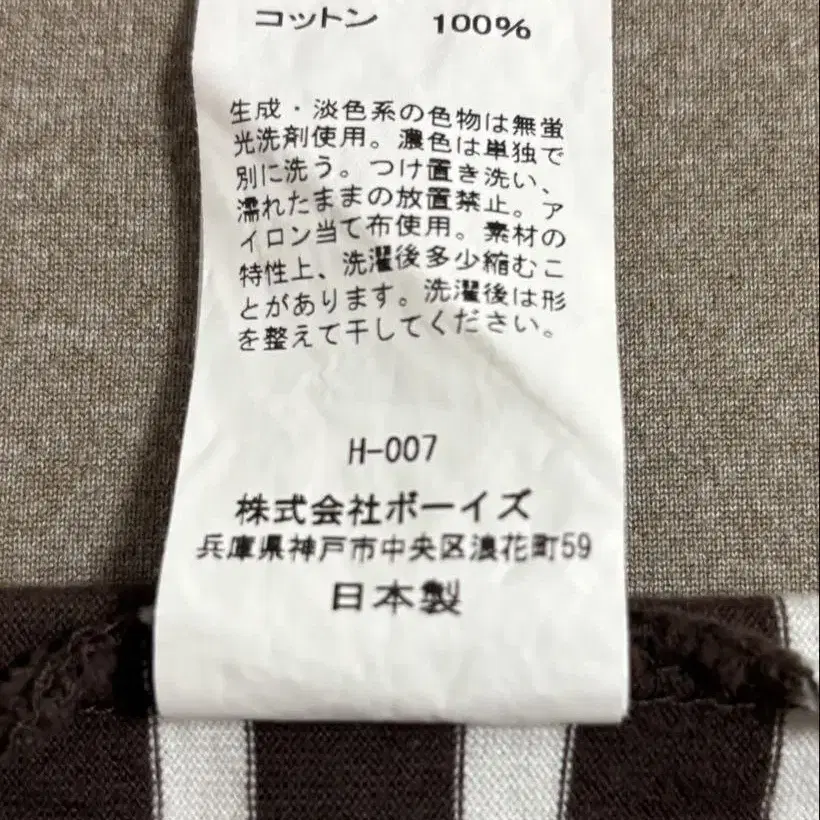 コットン 100%
生成・淡色系の色物は無蛍
光洗剤使用。濃色は単独で
別に洗う。つけ置き洗い、
濡れたままの放置禁止。ア
イロン当て布使用。素材の
特性上、洗濯後多少縮むこ
とがあります。洗濯後は形
を整えて干してください。
H-007
株式会社ボーイズ
兵庫県神戸市中央区浪花町59
日本製